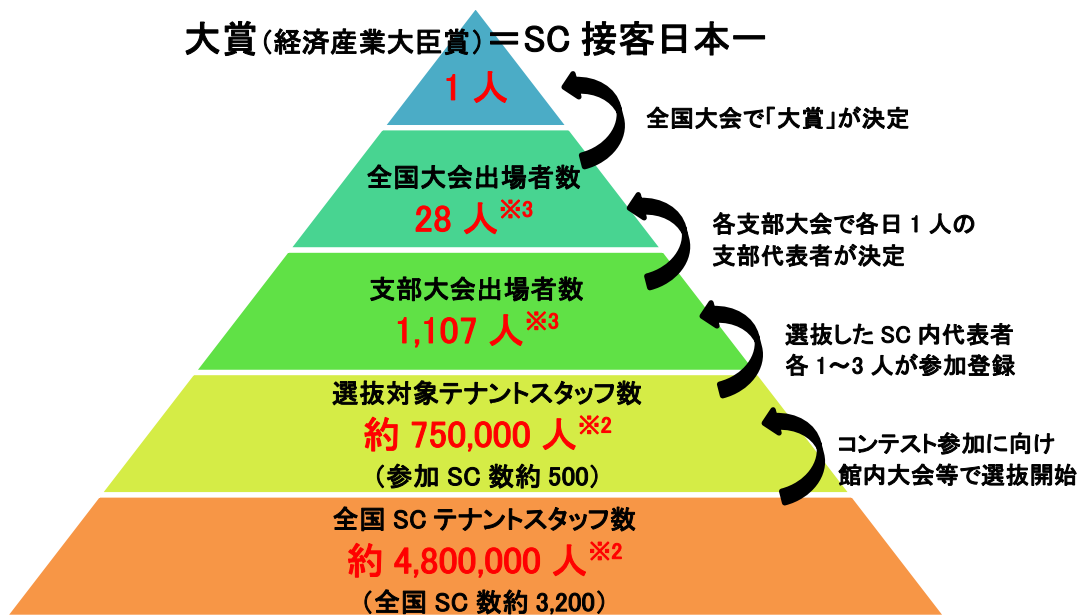 大賞（経済産業大臣賞）＝SC 接客日本一
1 人
全国大会で「大賞」が決定
全国大会出場者数
28 人※3
各支部大会で各日 1 人の
支部代表者が決定
支部大会出場者数
1,107 人※3
選抜した SC 内代表者
各 1～3 人が参加登録
選抜対象テナントスタッフ数
約 750,000 人※2
（参加 SC 数約 500）
コンテスト参加に向け
館内大会等で選抜開始
全国 SC テナントスタッフ数
約 4,800,000 人※2
（全国 SC 数約 3,200）